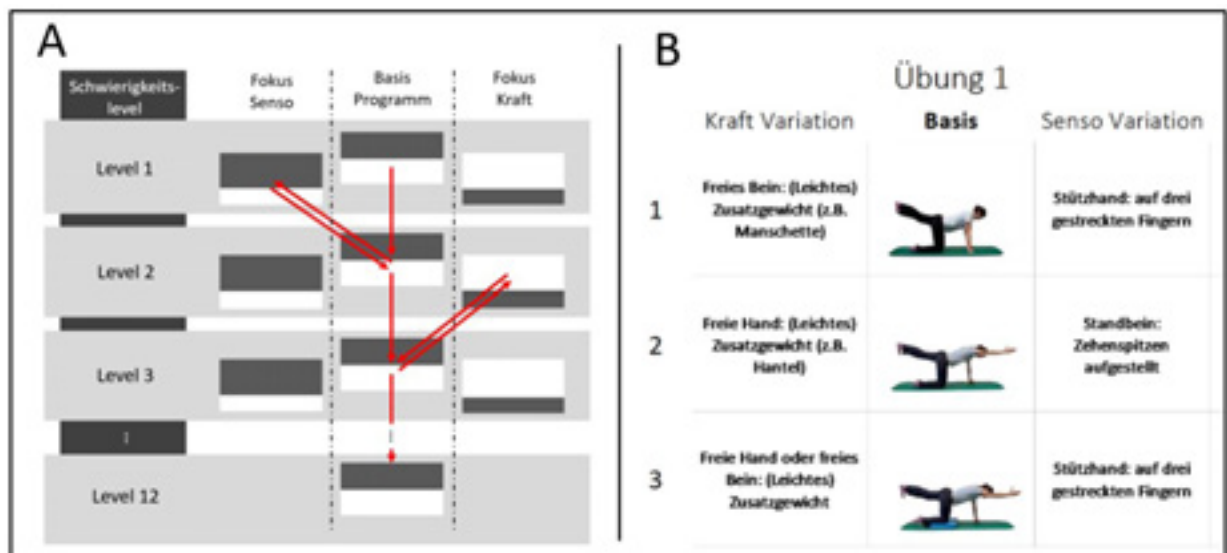 A
Schwierigkeits-
level
Fokus
Senso
Basis
Programm
Fokus
Kraft
Level 1
Level 2
Level 3
Level 12
B
Übung 1
Kraft Variation
Basis
Senso Variation
1
Freies Bein: (Leichtes)
Zusatzgewicht (z.B.
Manschette)
Stützhand: auf drei
gestreckten Fingern
2
Freie Hand: (Leichtes)
Zusatzgewicht (z.B.
Hantel)
Standbein:
Zehenspitzen
aufgestellt
3
Freie Hand oder freies
Bein: (Leichtes)
Zusatzgewicht
Stützhand: auf drei
gestreckten Fingern